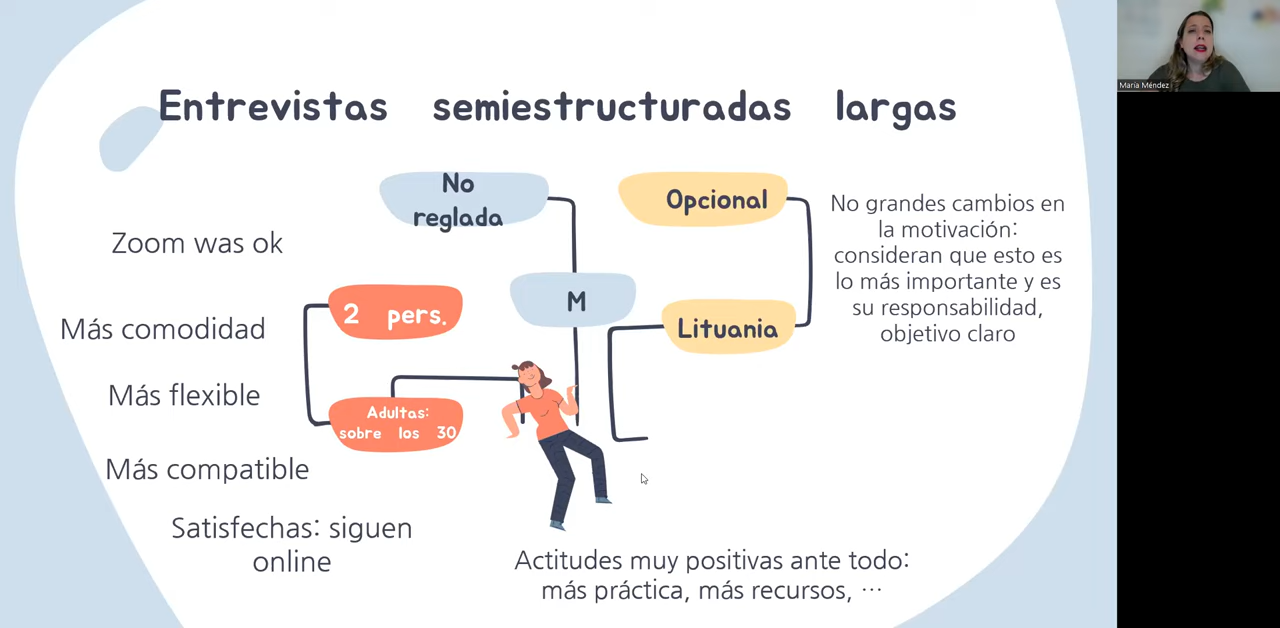 Entrevistas semiestructuradas largas
No
reglada
Opcional
Zoom was ok
No grandes cambios en
la motivación:
consideran que esto es
lo más importante y es
su responsabilidad,
objetivo claro
M
2 pers.
Lituania
Más comodidad
Más flexible
Adultas:
sobre los 30
Más compatible
Satisfechas: siguen
online
Actitudes muy positivas ante todo:
más práctica, más recursos, ...
María Méndez